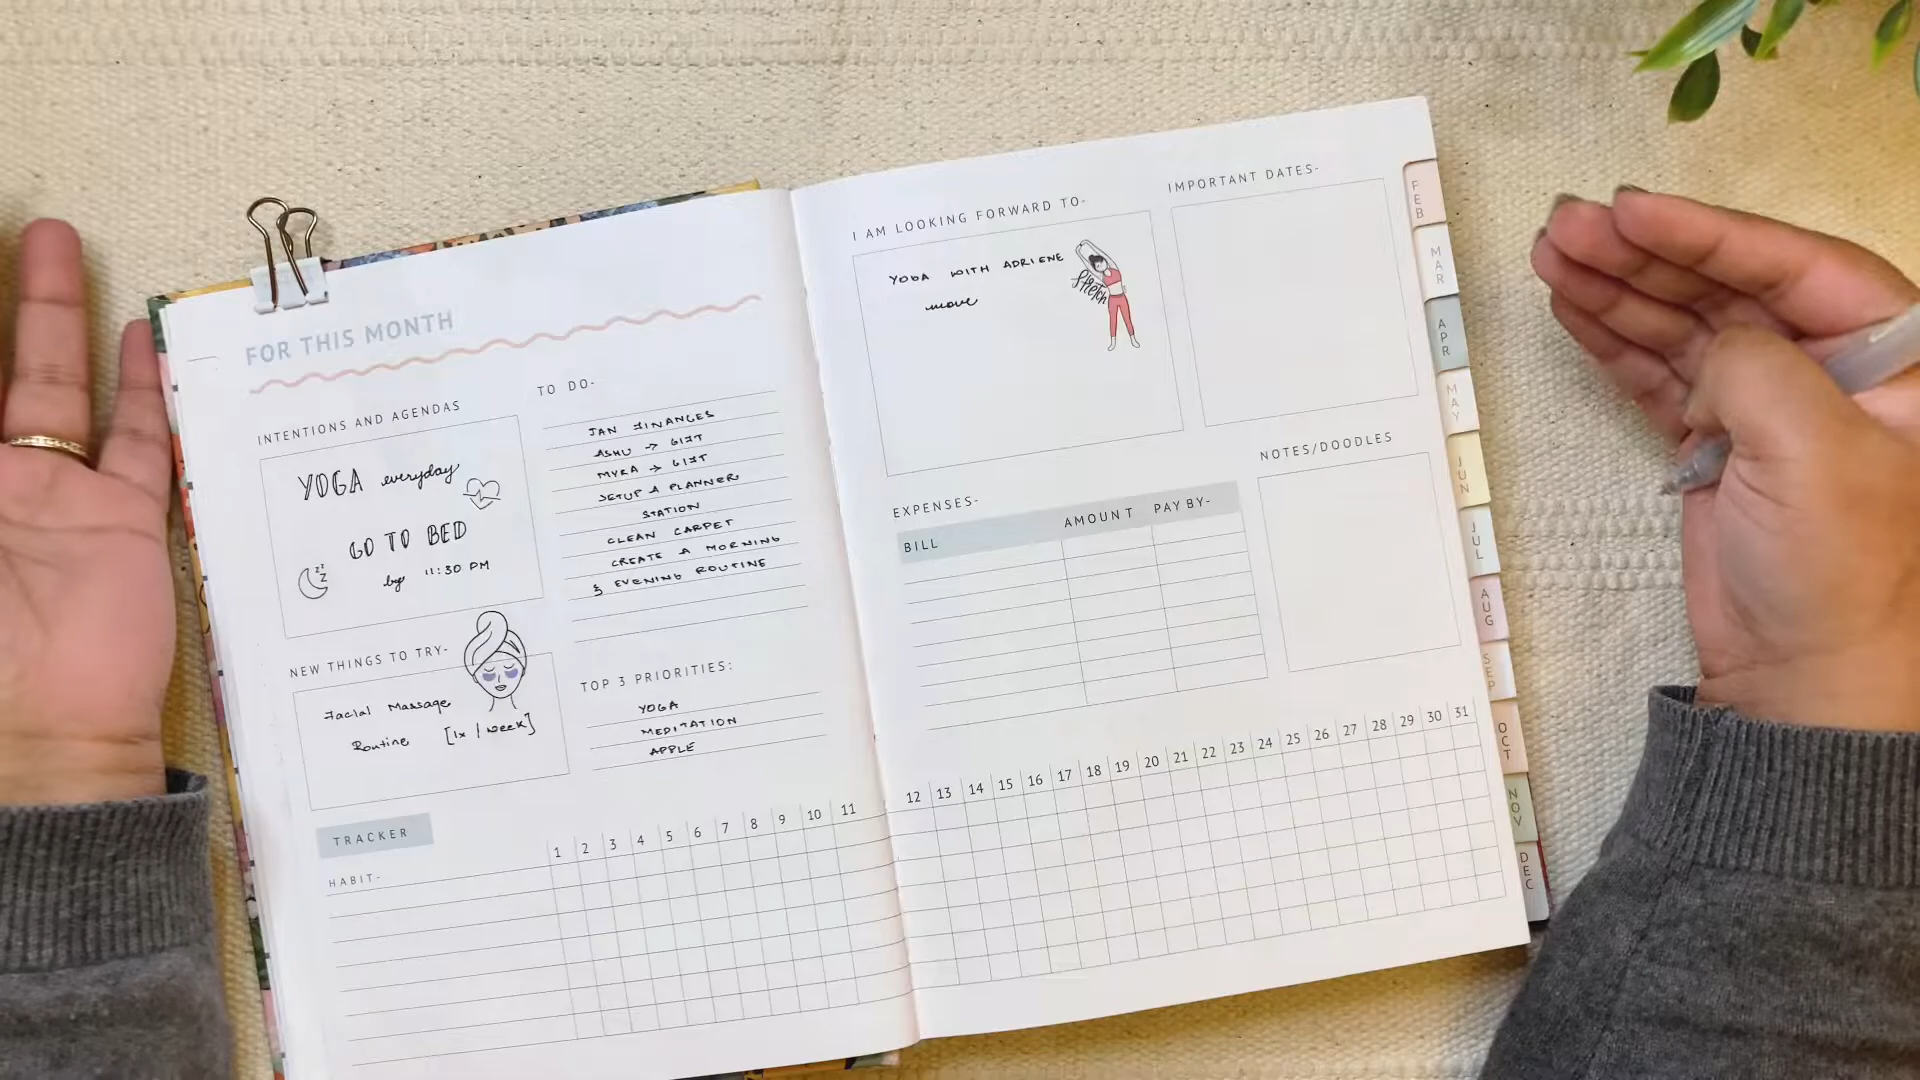 FOR THIS MONTH
INTENTIONS AND AGENDAS
YOGA everyday
GO TO BED
by 11:30 PM
TO DO-
JAN FINANCES
ASHU → GIFT
MYRA → GIFT
SETUP A PLANNER
STATION
CLEAN CARPET
CREATE A MORNING
& EVENING ROUTINE
NEW THINGS TO TRY-
Facial Massage
Routine [1x / week]
TOP 3 PRIORITIES:
YOGA
MEDITATION
APPLE
TRACKER
HABIT-
1 2 3 4 5 6 7 8 9 10 11
I AM LOOKING FORWARD TO-
YOGA WITH ADRIENE
move
Stretch
IMPORTANT DATES-
EXPENSES-
BILL AMOUNT PAY BY-
NOTES/DOODLES
12 13 14 15 16 17 18 19 20 21 22 23 24 25 26 27 28 29 30 31
FEB
MAR
APR
MAY
JUN
JUL
AUG
SEP
OCT
NOV
DEC